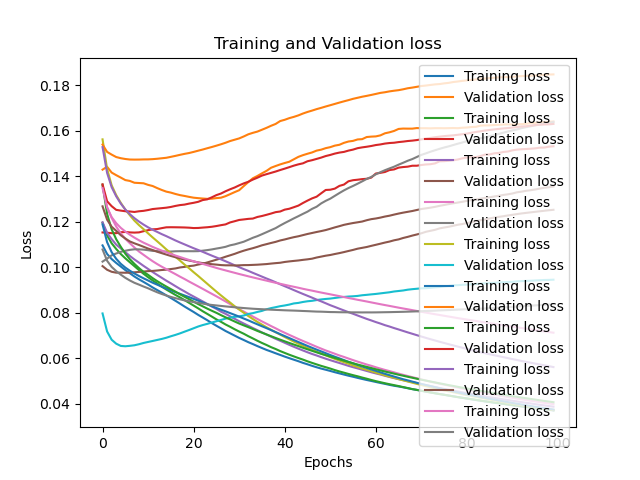 Training and Validation loss
Loss
0.18
0.16
0.14
0.12
0.10
0.08
0.06
0.04
0
20
40
60
80
100
Epochs
Training loss
Validation loss
Training loss
Validation loss
Training loss
Validation loss
Training loss
Validation loss
Training loss
Validation loss
Training loss
Validation loss
Training loss
Validation loss
Training loss
Validation loss
Training loss
Validation loss